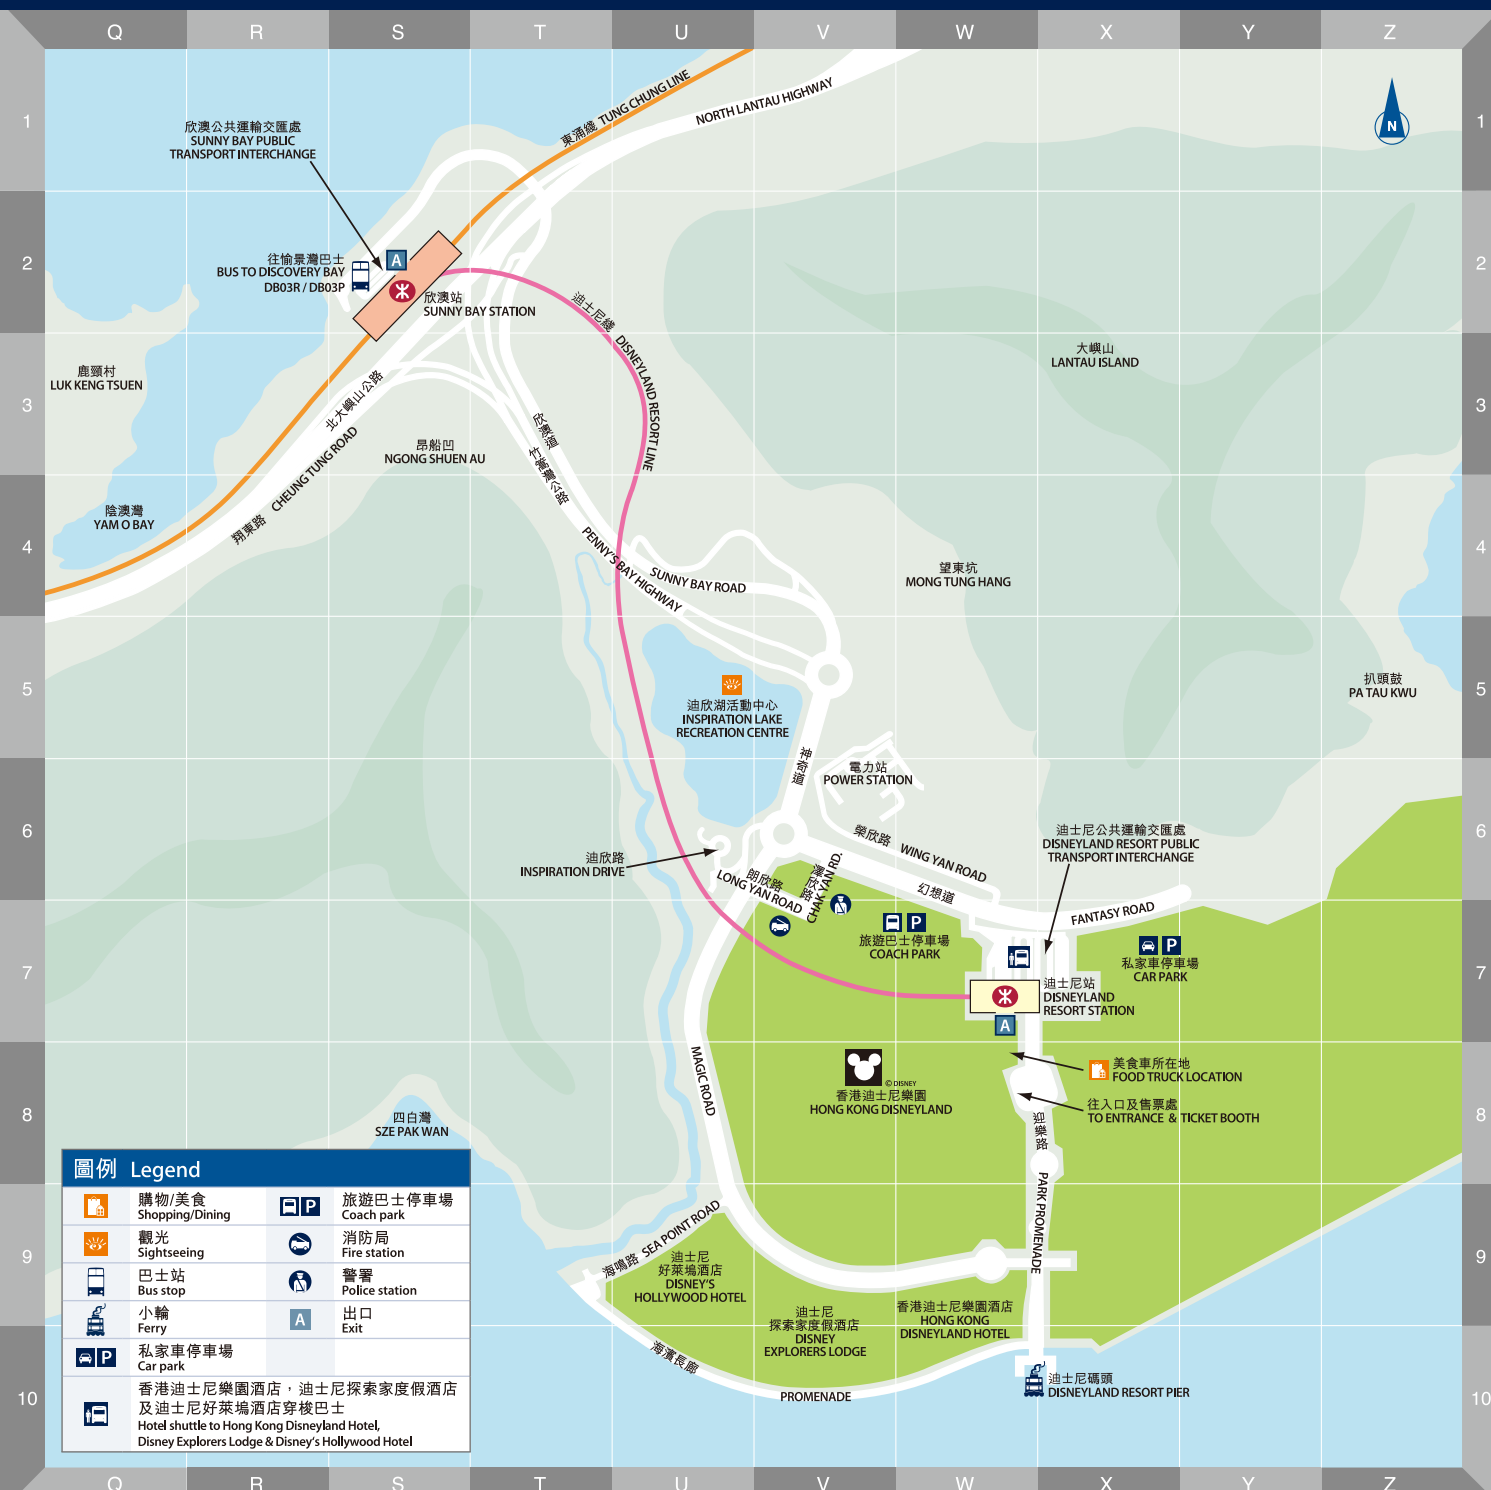 Q R S T U V W X Y Z
1
1
2
2
3
3
4
4
5
5
6
6
7
7
8
8
9
9
10
10
Q R S T U V W X Y Z
N
東涌綫 TUNG CHUNG LINE
NORTH LANTAU HIGHWAY
欣澳公共運輸交匯處
SUNNY BAY PUBLIC
TRANSPORT INTERCHANGE
往愉景灣巴士
BUS TO DISCOVERY BAY
DB03R / DB03P
A
欣澳站
SUNNY BAY STATION
迪士尼綫 DISNEYLAND RESORT LINE
大嶼山
LANTAU ISLAND
鹿頸村
LUK KENG TSUEN
北大嶼山公路
昂船凹
NGONG SHUEN AU
欣澳道
竹篙灣公路
翔東路 CHEUNG TUNG ROAD
陰澳灣
YAM O BAY
PENNY'S BAY HIGHWAY
SUNNY BAY ROAD
望東坑
MONG TUNG HANG
扒頭鼓
PA TAU KWU
迪欣湖活動中心
INSPIRATION LAKE
RECREATION CENTRE
神奇道
電力站
POWER STATION
榮欣路 WING YAN ROAD
迪士尼公共運輸交匯處
DISNEYLAND RESORT PUBLIC
TRANSPORT INTERCHANGE
迪欣路
INSPIRATION DRIVE
朗欣路
LONG YAN ROAD
澤欣路
CHAK YAN RD.
幻想道
FANTASY ROAD
P
旅遊巴士停車場
COACH PARK
P
私家車停車場
CAR PARK
迪士尼站
DISNEYLAND
RESORT STATION
A
MAGIC ROAD
© DISNEY
香港迪士尼樂園
HONG KONG DISNEYLAND
美食車所在地
FOOD TRUCK LOCATION
往入口及售票處
TO ENTRANCE & TICKET BOOTH
迎樂路
PARK PROMENADE
四白灣
SZE PAK WAN
海鳴路 SEA POINT ROAD
迪士尼
好萊塢酒店
DISNEY'S
HOLLYWOOD HOTEL
迪士尼
探索家度假酒店
DISNEY
EXPLORERS LODGE
香港迪士尼樂園酒店
HONG KONG
DISNEYLAND HOTEL
海濱長廊
PROMENADE
迪士尼碼頭
DISNEYLAND RESORT PIER
圖例 Legend
購物/美食
Shopping/Dining
P
旅遊巴士停車場
Coach park
觀光
Sightseeing
消防局
Fire station
巴士站
Bus stop
警署
Police station
小輪
Ferry
A
出口
Exit
P
私家車停車場
Car park
香港迪士尼樂園酒店，迪士尼探索家度假酒店
及迪士尼好萊塢酒店穿梭巴士
Hotel shuttle to Hong Kong Disneyland Hotel,
Disney Explorers Lodge & Disney's Hollywood Hotel